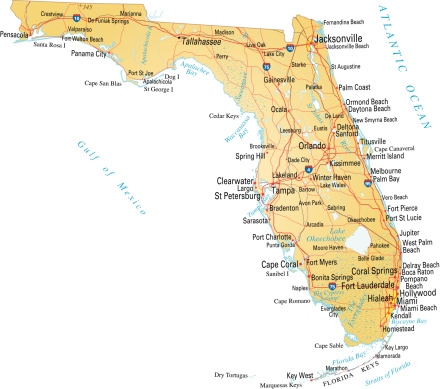 345
Crestview
Marianna
De Funiak Springs
10
Pensacola
Valparaiso
Fort Walton Beach
Santa Rosa I
Panama City
Tallahassee
Madison
Live Oak
Lake City
10
Jacksonville
Fernandina Beach
Jacksonville Beach
ATLANTIC OCEAN
Perry
75
Starke
St Augustine
Apalachee
Bay
Port St Joe
Dog I
Apalachicola
Cape San Blas
St George I
Gainesville
Palatka
Palm Coast
Ormond Beach
Daytona Beach
Ocala
De Land
New Smyrna Beach
Cedar Keys
Leesburg
Eustis
Deltona
Sanford
Titusville
Cape Canaveral
Brooksville
Spring Hill
Orlando
Merritt Island
Dade City
Kissimmee
4
Gulf of Mexico
Lakeland
Winter Haven
Melbourne
Palm Bay
95
Clearwater
Largo
Tampa
Bartow
Lake Wales
St Petersburg
Avon Park
Vero Beach
Bradenton
Sebring
Fort Pierce
Sarasota
Okeechobee
Port St Lucie
Arcadia
Lake
Okeechobee
Jupiter
Port Charlotte
Punta Gorda
Moore Haven
Pahokee
West Palm
Beach
Belle Glade
Cape Coral
Fort Myers
Delray Beach
Boca Raton
Sanibel I
Coral Springs
Pompano
Beach
Bonita Springs
Naples
75
Fort Lauderdale
Hollywood
Cape Romano
Hialeah
Miami
Everglades
City
Miami Beach
Kendall
Biscayne Bay
Homestead
Cape Sable
Key Largo
Florida Bay
Islamorada
Marathon
Dry Tortugas
Key West
FLORIDA KEYS
Marquesas Keys
Straits of Florida